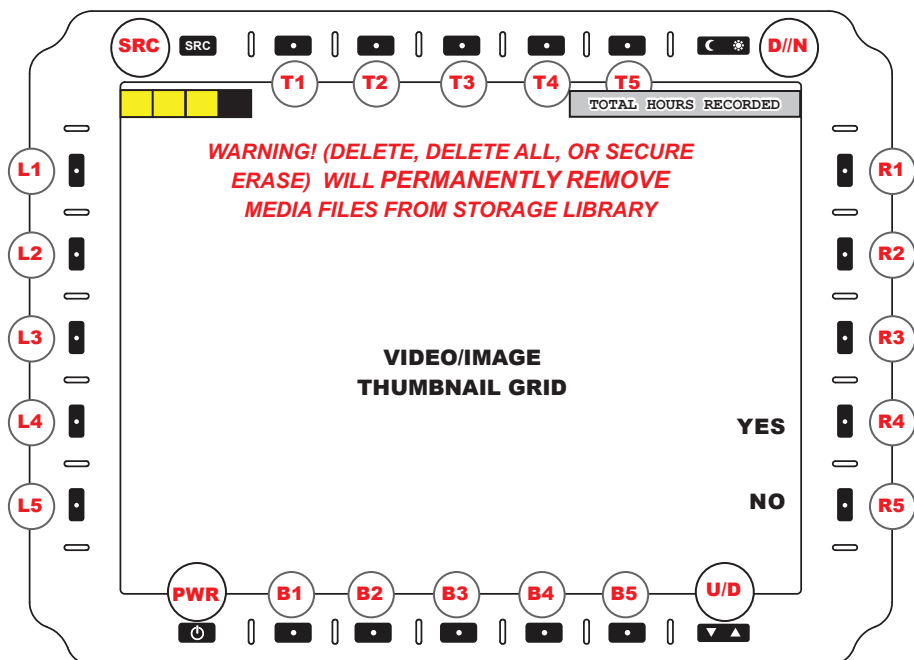 SRC
SRC
D//N
T1
T2
T3
T4
T5
TOTAL HOURS RECORDED
WARNING! (DELETE, DELETE ALL, OR SECURE
ERASE) WILL PERMANENTLY REMOVE
MEDIA FILES FROM STORAGE LIBRARY
L1
R1
L2
R2
L3
R3
VIDEO/IMAGE
THUMBNAIL GRID
L4
YES
R4
L5
NO
R5
PWR
B1
B2
B3
B4
B5
U/D